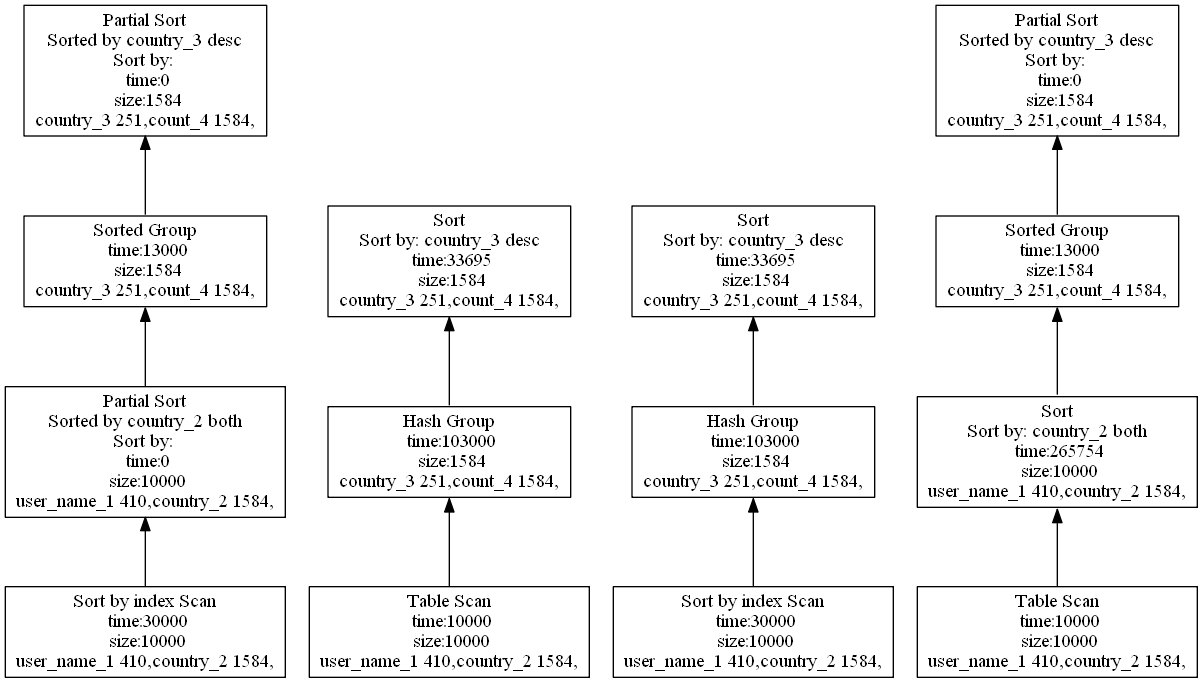 Partial Sort
Sorted by country_3 desc
Sort by:
time:0
size:1584
country_3 251,count_4 1584,
Sorted Group
time:13000
size:1584
country_3 251,count_4 1584,
Partial Sort
Sorted by country_2 both
Sort by:
time:0
size:10000
user_name_1 410,country_2 1584,
Sort by index Scan
time:30000
size:10000
user_name_1 410,country_2 1584,
Sort
Sort by: country_3 desc
time:33695
size:1584
country_3 251,count_4 1584,
Hash Group
time:103000
size:1584
country_3 251,count_4 1584,
Table Scan
time:10000
size:10000
user_name_1 410,country_2 1584,
Sort
Sort by: country_3 desc
time:33695
size:1584
country_3 251,count_4 1584,
Hash Group
time:103000
size:1584
country_3 251,count_4 1584,
Sort by index Scan
time:30000
size:10000
user_name_1 410,country_2 1584,
Partial Sort
Sorted by country_3 desc
Sort by:
time:0
size:1584
country_3 251,count_4 1584,
Sorted Group
time:13000
size:1584
country_3 251,count_4 1584,
Sort
Sort by: country_2 both
time:265754
size:10000
user_name_1 410,country_2 1584,
Table Scan
time:10000
size:10000
user_name_1 410,country_2 1584,